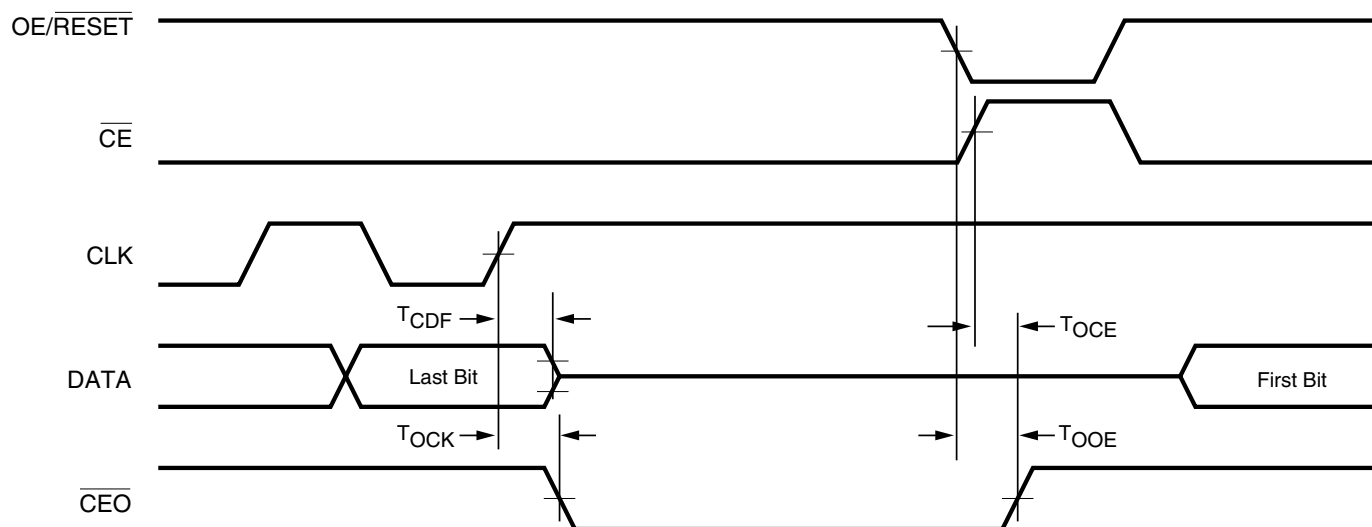 OE/RESET
CE
CLK
TCDF
TOCE
DATA
Last Bit
First Bit
TOCK
TOOE
CEO